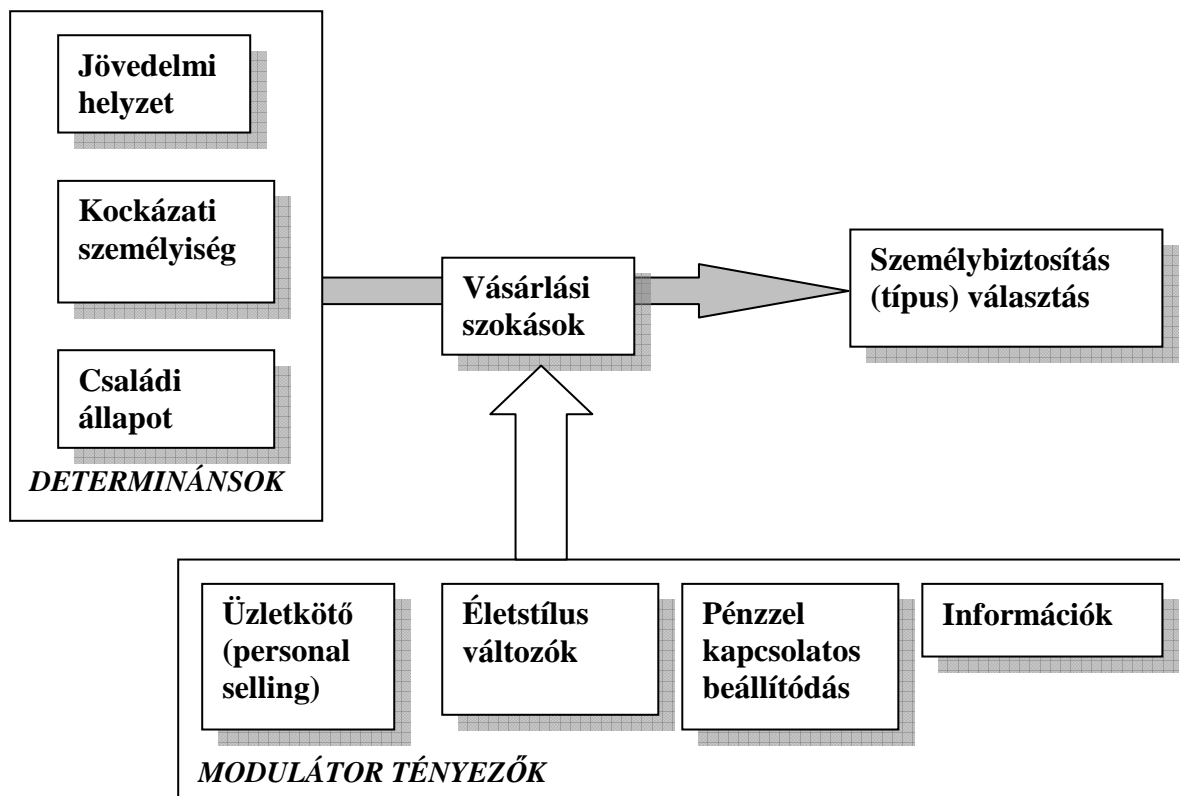 Jövedelmi
helyzet
Kockázati
személyiség
Családi
állapot
DETERMINÁNSOK
Vásárlási
szokások
Személybiztosítás
(típus) választás
Üzletkötő
(personal
selling)
Életstílus
változók
Pénzzel
kapcsolatos
beállítódás
Információk
MODULÁTOR TÉNYEZŐK